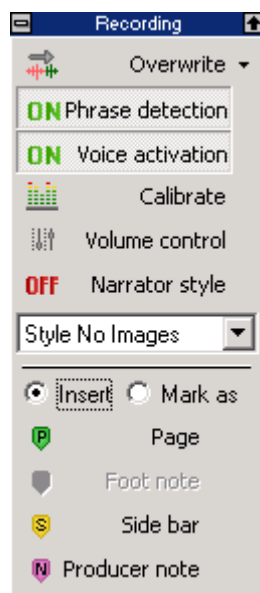 Recording
Overwrite
ON Phrase detection
ON Voice activation
Calibrate
Volume control
OFF Narrator style
Style No Images
Insert Mark as
P Page
Foot note
S Side bar
N Producer note